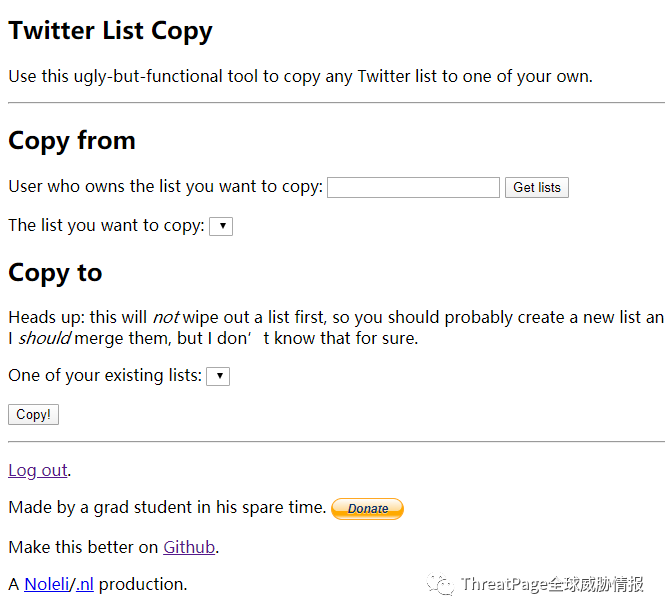 Twitter List Copy
Use this ugly-but-functional tool to copy any Twitter list to one of your own.
Copy from
User who owns the list you want to copy: Get lists
The list you want to copy:
Copy to
Heads up: this will not wipe out a list first, so you should probably create a new list an
I should merge them, but I don’t know that for sure.
One of your existing lists:
Copy!
Log out.
Made by a grad student in his spare time. Donate
Make this better on Github.
A Noleli/.nl production.
ThreatPage全球威胁情报